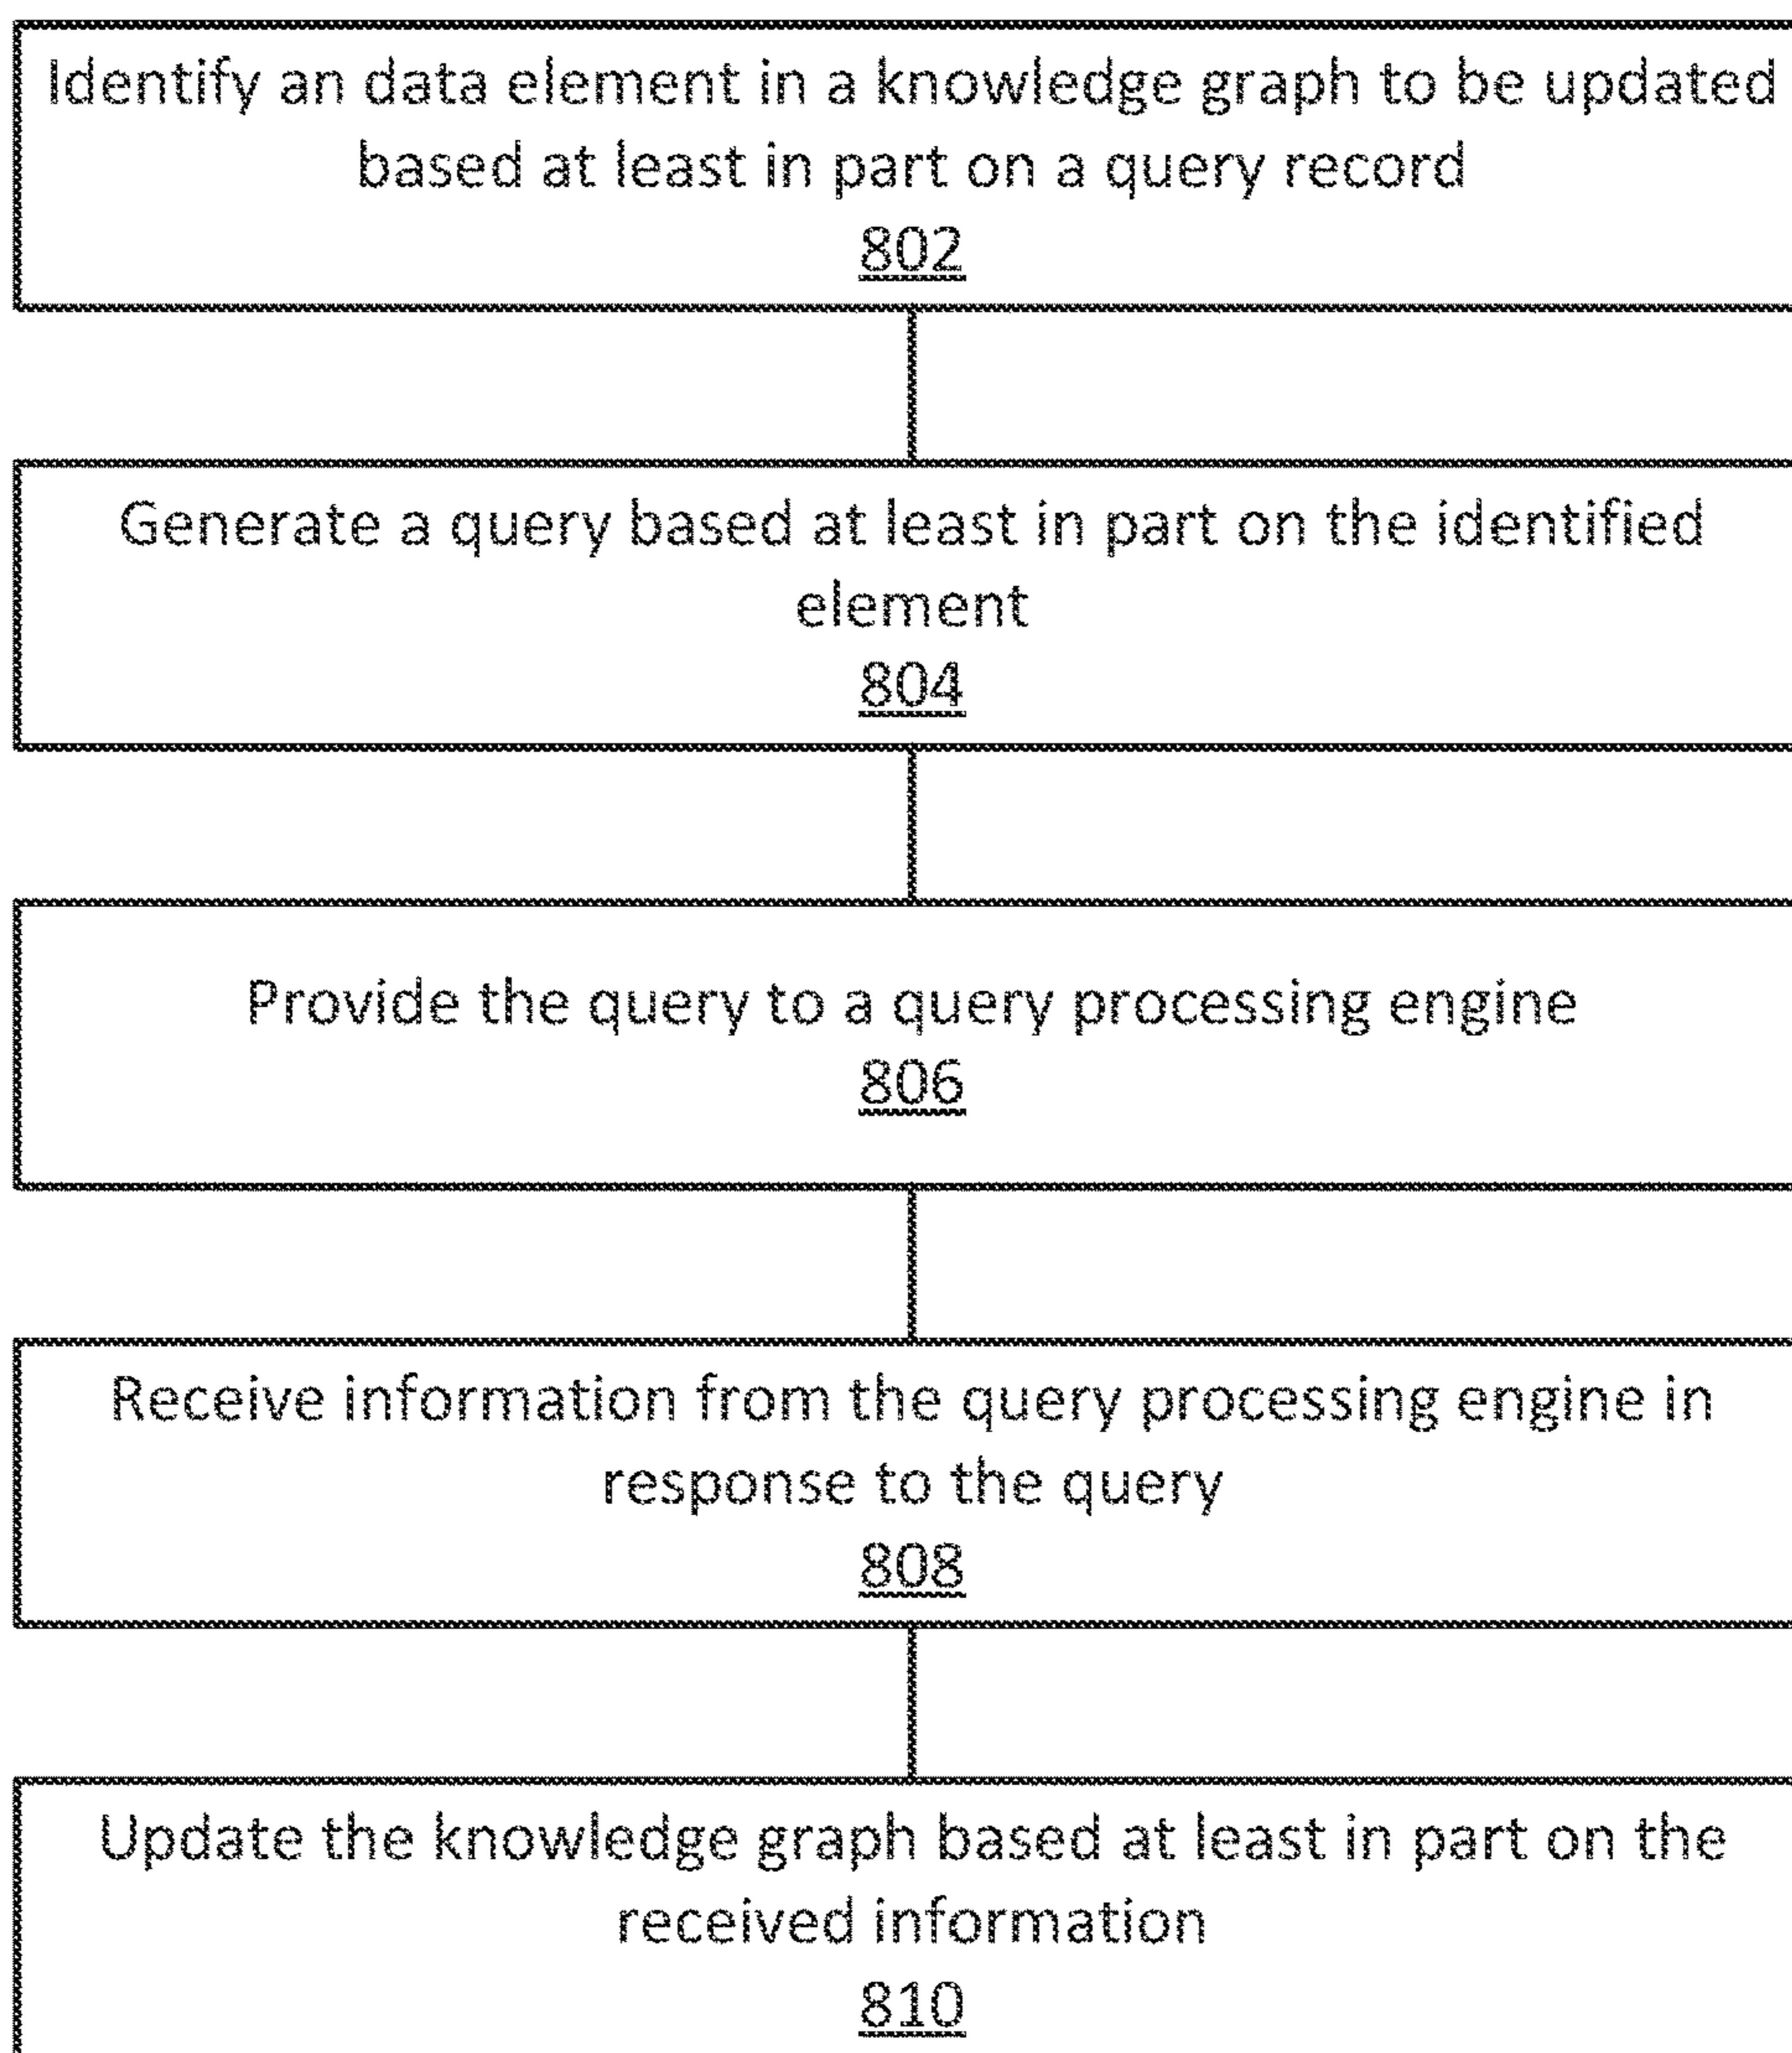 Identify an data element in a knowledge graph to be updated
based at least in part on a query record
802
Generate a query based at least in part on the identified
element
804
Provide the query to a query processing engine
806
Receive information from the query processing engine in
response to the query
808
Update the knowledge graph based at least in part on the
received information
810